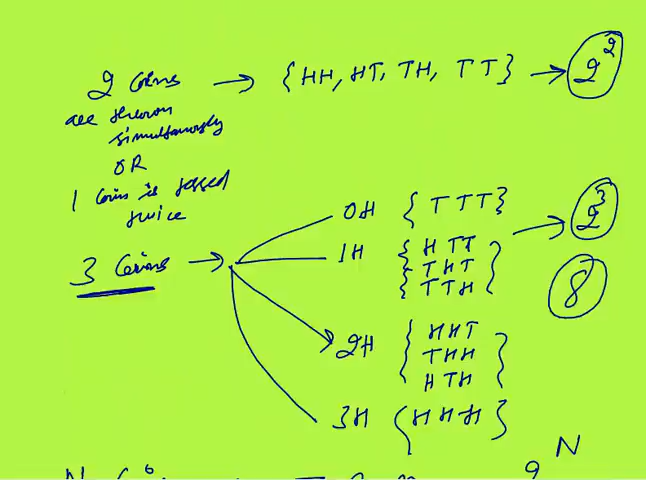 2 Coins → {HH, HT, TH, TT} → 2²
are thrown
simultanously
OR
1 Coin is tossed
twice
3 Coins → 0H {TTT} → 2³
1H {HTT
THT
TTH}
8
2H {HHT
THH
HTH}
3H {HHH}
2^N